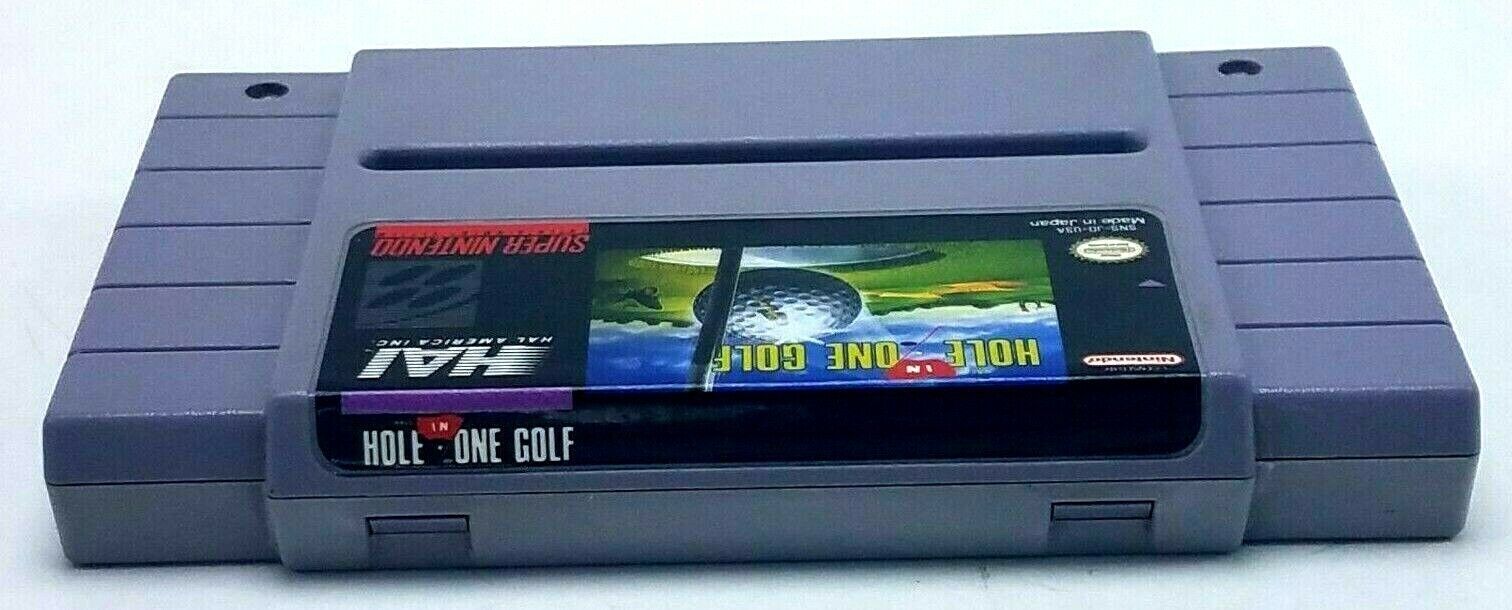 SUPER NINTENDO
HAL
HAL AMERICA INC.
HOLE IN ONE GOLF
SNS-JO-USA
Made in Japan
Nintendo
HOLE IN ONE GOLF